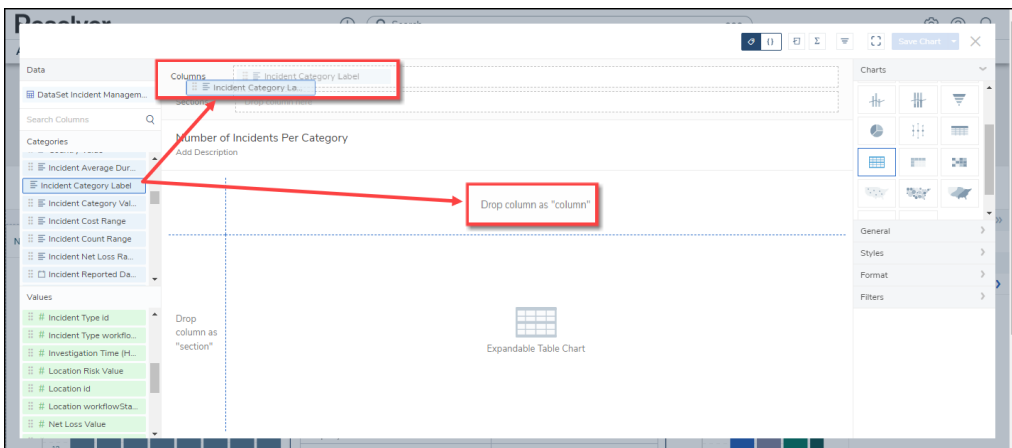 Save Chart
Data
Columns
Incident Category Label
Charts
Incident Category La...
DataSet Incident Managem...
Sections
Drop column here
Search Columns
Number of Incidents Per Category
Categories
Add Description
Incident Average Dur...
Incident Category Label
Incident Category Val...
Drop column as "column"
Incident Cost Range
Incident Count Range
General
Incident Net Loss Ra...
Styles
Incident Reported Da...
Format
Values
Filters
# Incident Type id
Drop
column as
"section"
# Incident Type workflo...
# Investigation Time (H...
Expandable Table Chart
# Location Risk Value
# Location id
# Location workflowSta...
# Net Loss Value